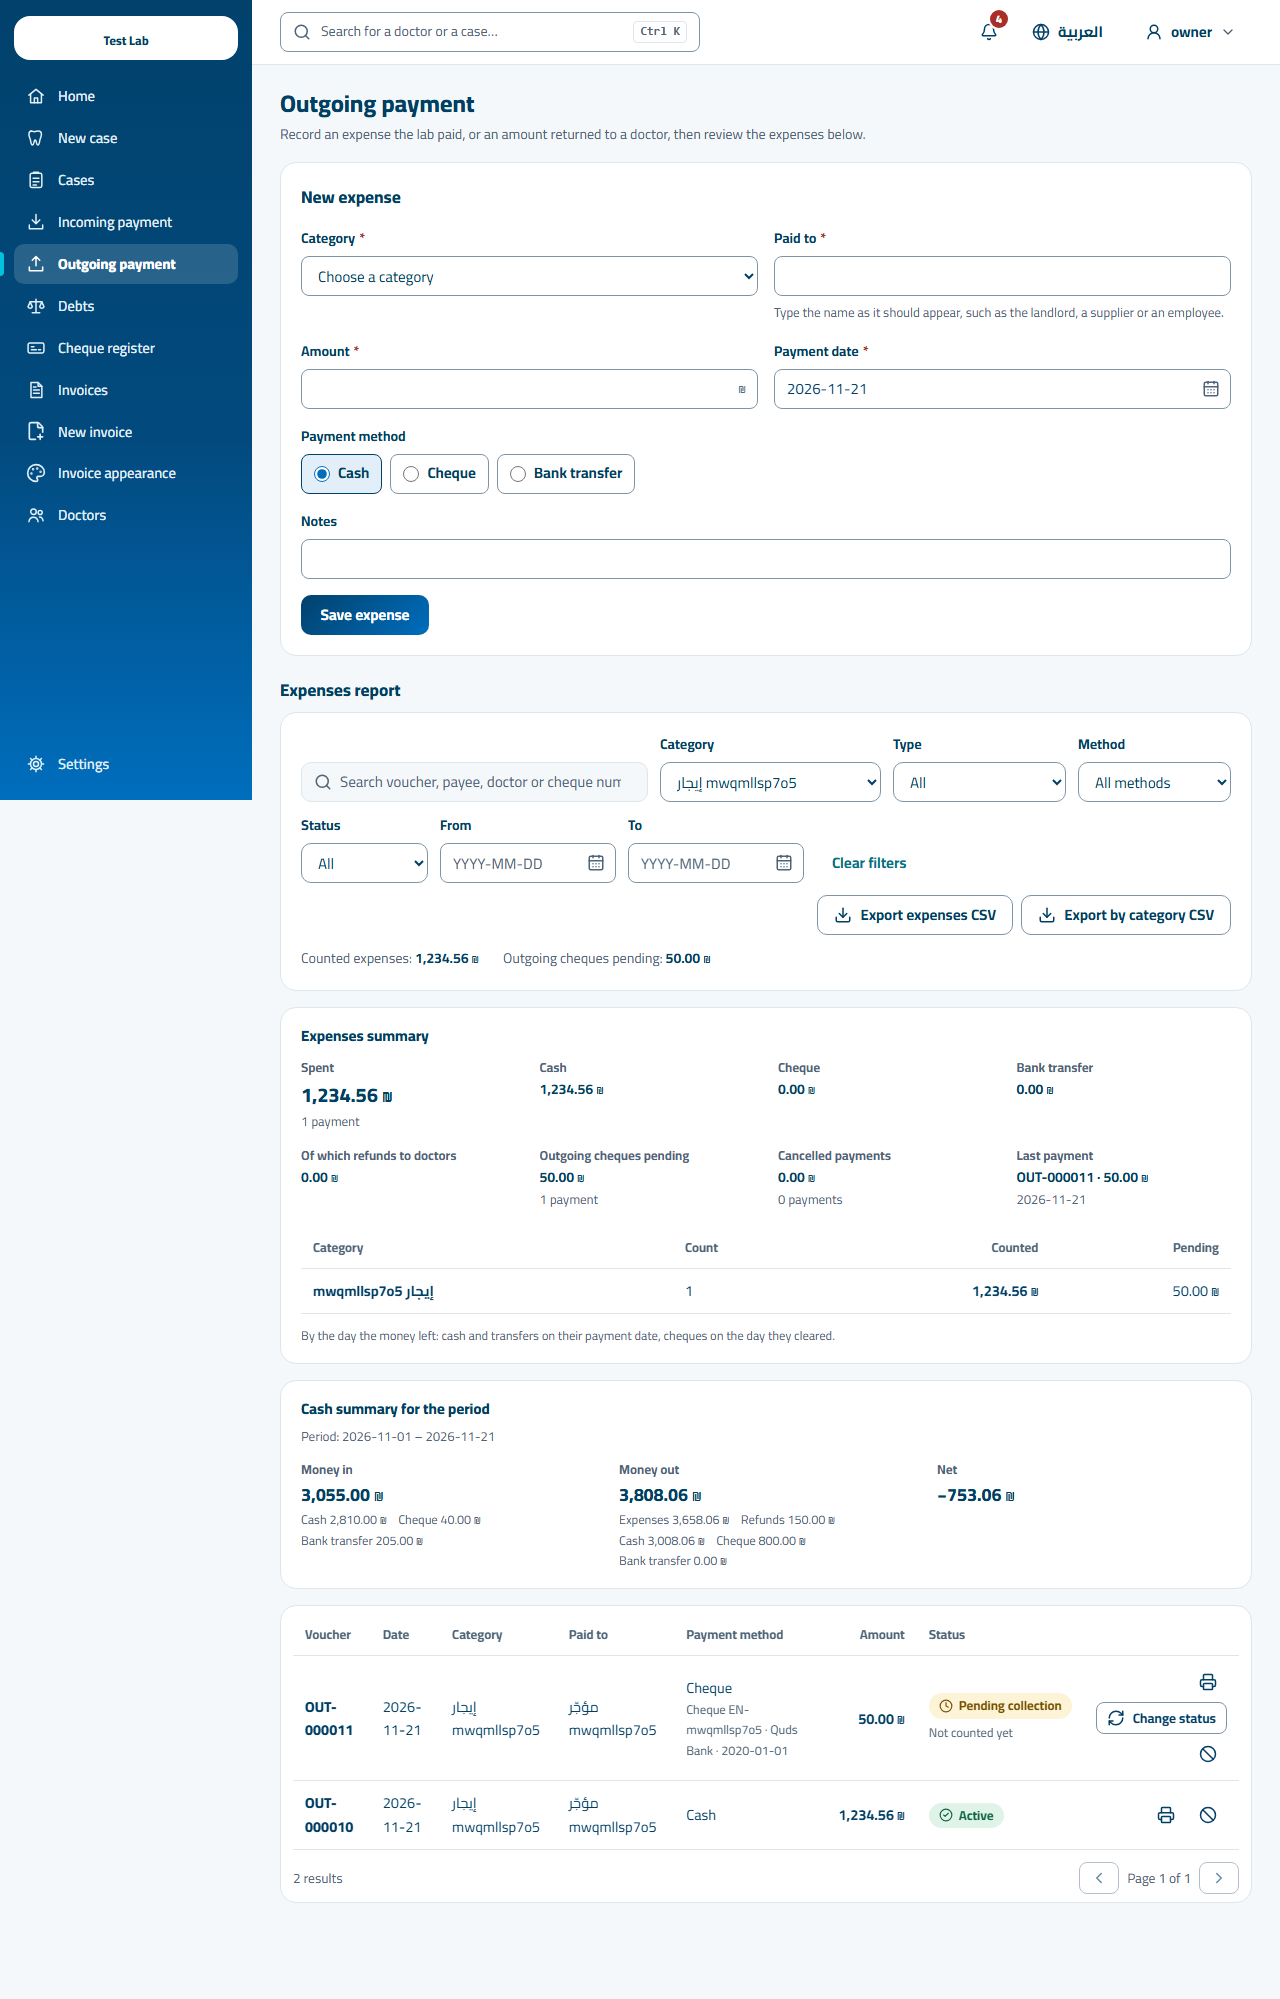 Test Lab
Search for a doctor or a case...
Ctrl K
4
العربية
owner
Home
New case
Cases
Incoming payment
Outgoing payment
Debts
Cheque register
Invoices
New invoice
Invoice appearance
Doctors
Settings
Outgoing payment
Record an expense the lab paid, or an amount returned to a doctor, then review the expenses below.
New expense
Category *
Paid to *
Choose a category
Type the name as it should appear, such as the landlord, a supplier or an employee.
Amount *
Payment date *
₪
2026-11-21
Payment method
Cash
Cheque
Bank transfer
Notes
Save expense
Expenses report
Category
Type
Method
Search voucher, payee, doctor or cheque num
إيجار mwqmllsp7o5
All
All methods
Status
From
To
All
YYYY-MM-DD
YYYY-MM-DD
Clear filters
Export expenses CSV
Export by category CSV
Counted expenses: 1,234.56 ₪
Outgoing cheques pending: 50.00 ₪
Expenses summary
Spent
Cash
Cheque
Bank transfer
1,234.56 ₪
1,234.56 ₪
0.00 ₪
0.00 ₪
1 payment
Of which refunds to doctors
Outgoing cheques pending
Cancelled payments
Last payment
0.00 ₪
50.00 ₪
0.00 ₪
OUT-000011 · 50.00 ₪
1 payment
0 payments
2026-11-21
Category
Count
Counted
Pending
mwqmllsp7o5 إيجار
1
1,234.56 ₪
50.00 ₪
By the day the money left: cash and transfers on their payment date, cheques on the day they cleared.
Cash summary for the period
Period: 2026-11-01 – 2026-11-21
Money in
Money out
Net
3,055.00 ₪
3,808.06 ₪
−753.06 ₪
Cash 2,810.00 ₪
Cheque 40.00 ₪
Expenses 3,658.06 ₪
Refunds 150.00 ₪
Bank transfer 205.00 ₪
Cash 3,008.06 ₪
Cheque 800.00 ₪
Bank transfer 0.00 ₪
Voucher
Date
Category
Paid to
Payment method
Amount
Status
OUT-
000011
2026-
11-21
إيجار
mwqmllsp7o5
مؤجّر
mwqmllsp7o5
Cheque
Cheque EN-
mwqmllsp7o5 · Quds
Bank · 2020-01-01
50.00 ₪
Pending collection
Not counted yet
Change status
OUT-
000010
2026-
11-21
إيجار
mwqmllsp7o5
مؤجّر
mwqmllsp7o5
Cash
1,234.56 ₪
Active
2 results
Page 1 of 1